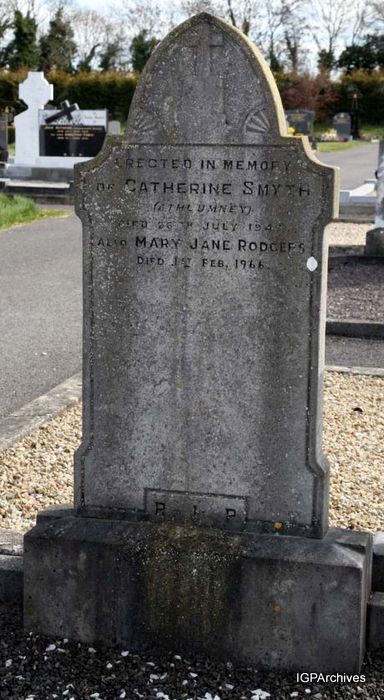 ERECTED IN MEMORY
OF CATHERINE SMYTH
(ATHLUMNEY)
DIED 26TH JULY
ALSO MARY JANE RODGERS
DIED 1ST FEB, 1966.
R I P
IGPArchives